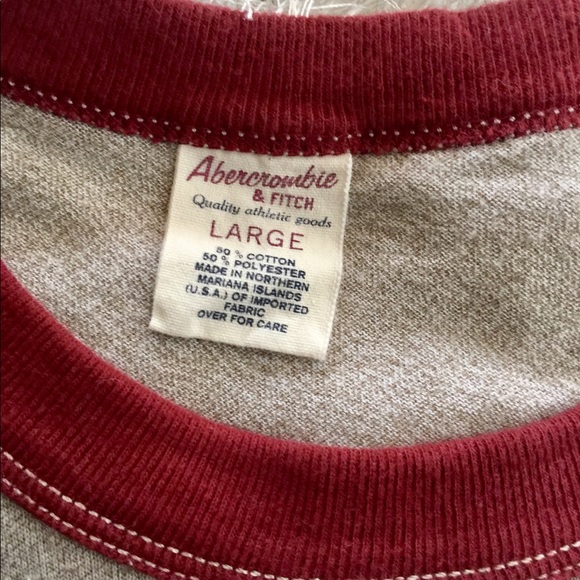 Abercrombie
& FITCH
Quality athletic goods
LARGE
50 % COTTON
50 % POLYESTER
MADE IN NORTHERN
MARIANA ISLANDS
(U.S.A.) OF IMPORTED
FABRIC
OVER FOR CARE